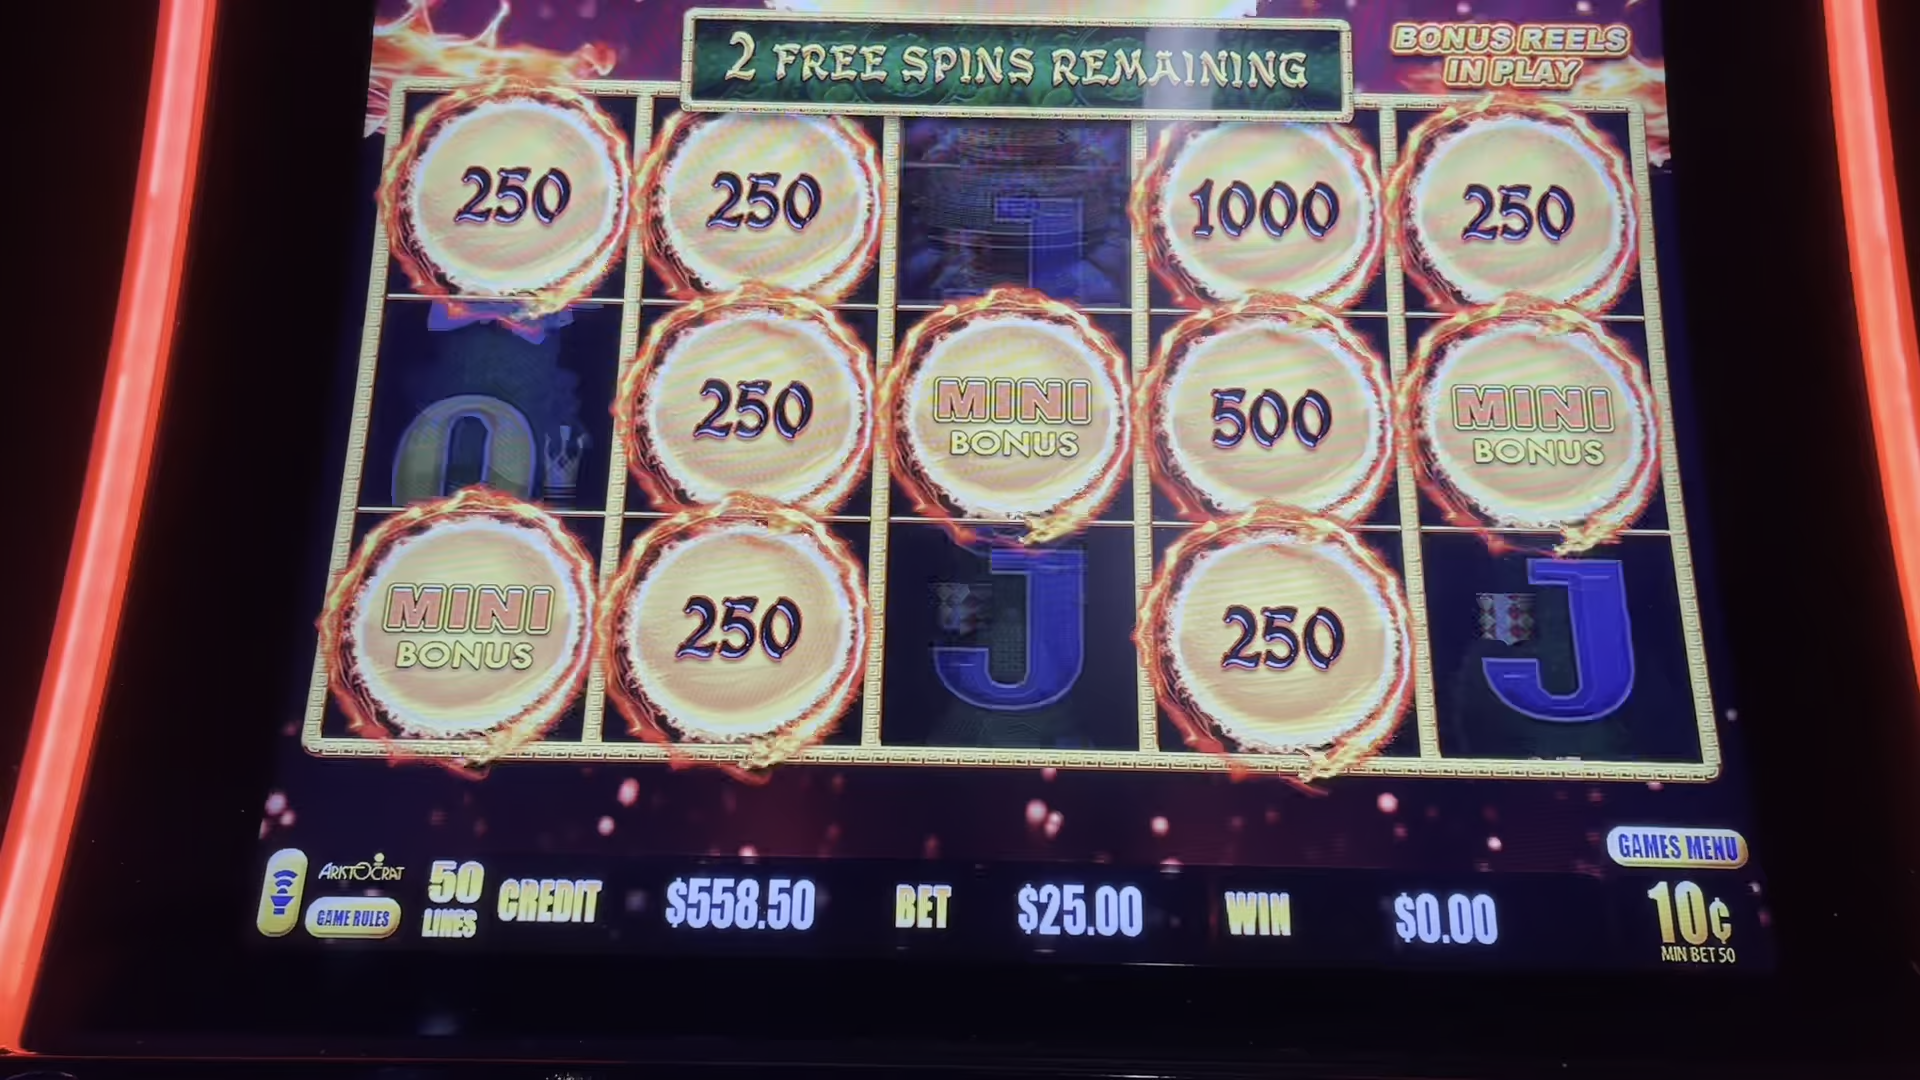 2 FREE SPINS REMAINING
BONUS REELS
IN PLAY
250
250
1000
250
250
MINI
BONUS
500
MINI
BONUS
MINI
BONUS
250
J
250
J
GAMES MENU
ARISTOCRAT
GAME RULES
50
LINES
CREDIT
$558.50
BET
$25.00
WIN
$0.00
10¢
MIN BET 50